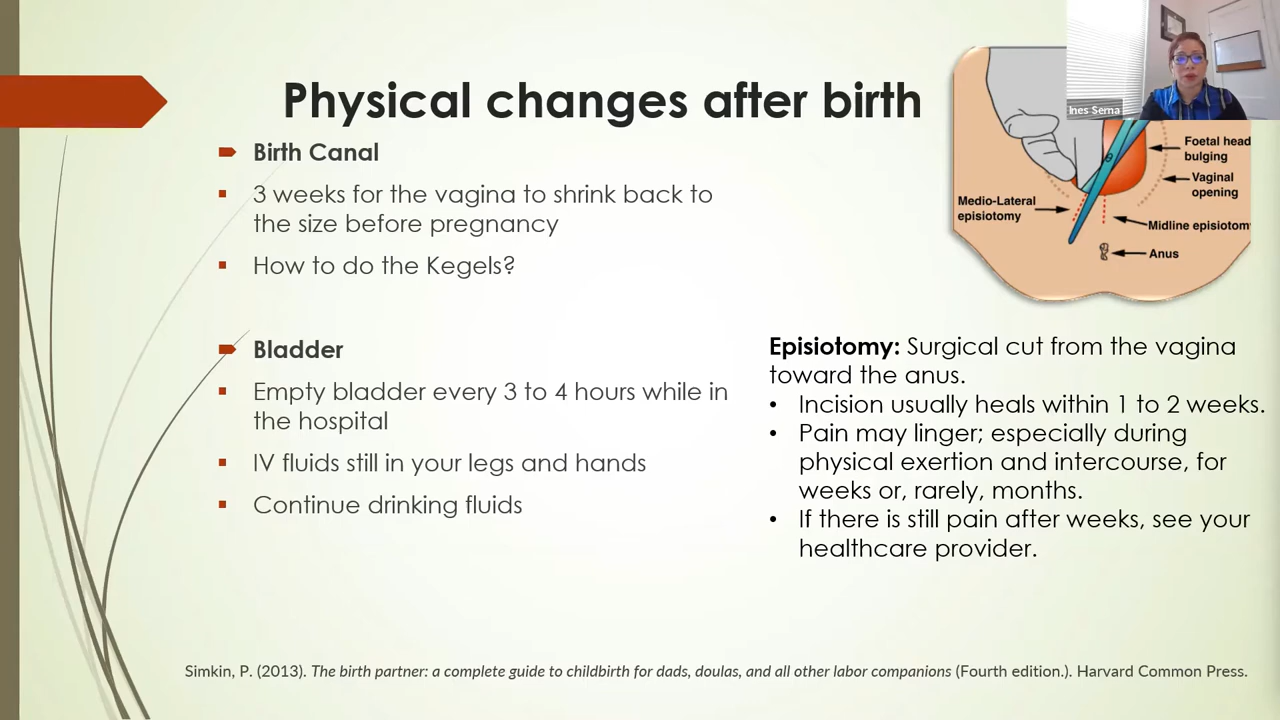 Physical changes after birth
Ines Serna
Birth Canal
3 weeks for the vagina to shrink back to
the size before pregnancy
How to do the Kegels?
Bladder
Empty bladder every 3 to 4 hours while in
the hospital
IV fluids still in your legs and hands
Continue drinking fluids
Foetal head
bulging
Vaginal
opening
Medio-Lateral
episiotomy
Midline episiotom
Anus
Episiotomy: Surgical cut from the vagina
toward the anus.
• Incision usually heals within 1 to 2 weeks.
• Pain may linger; especially during
physical exertion and intercourse, for
weeks or, rarely, months.
• If there is still pain after weeks, see your
healthcare provider.
Simkin, P. (2013). The birth partner: a complete guide to childbirth for dads, doulas, and all other labor companions (Fourth edition.). Harvard Common Press.